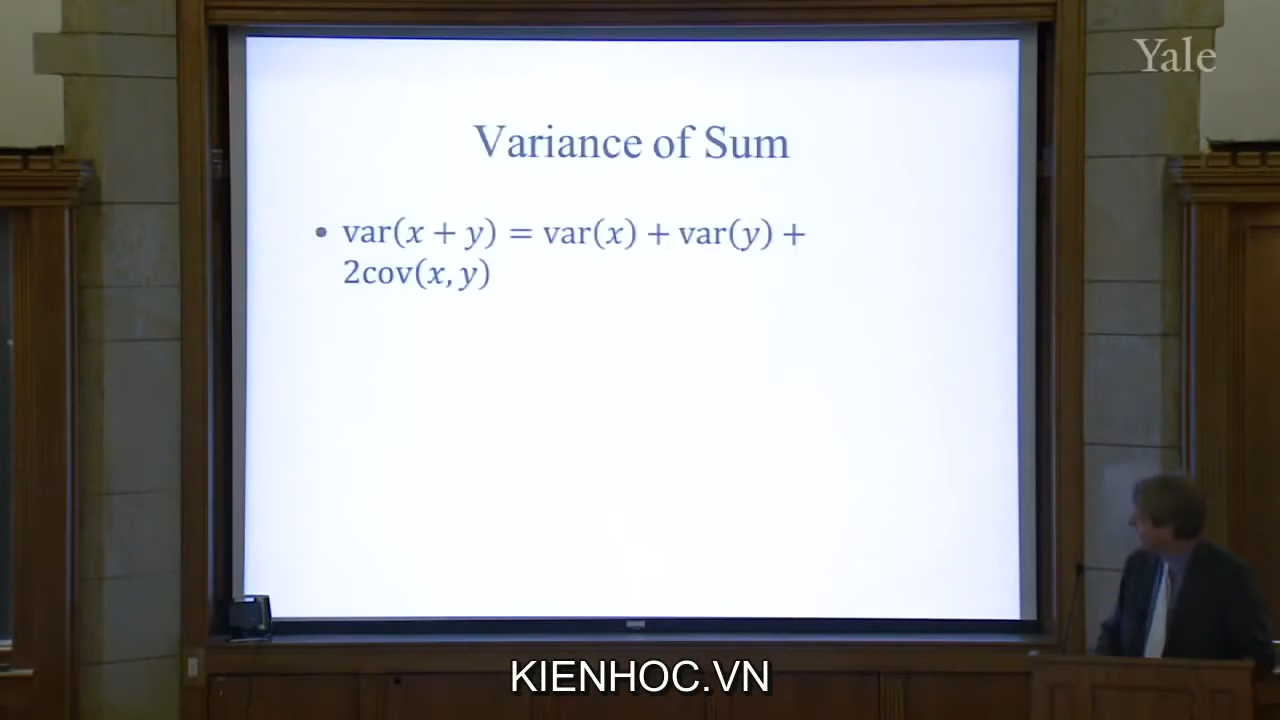 Yale
Variance of Sum
• var(x + y) = var(x) + var(y) +
2cov(x, y)
KIENHOC.VN